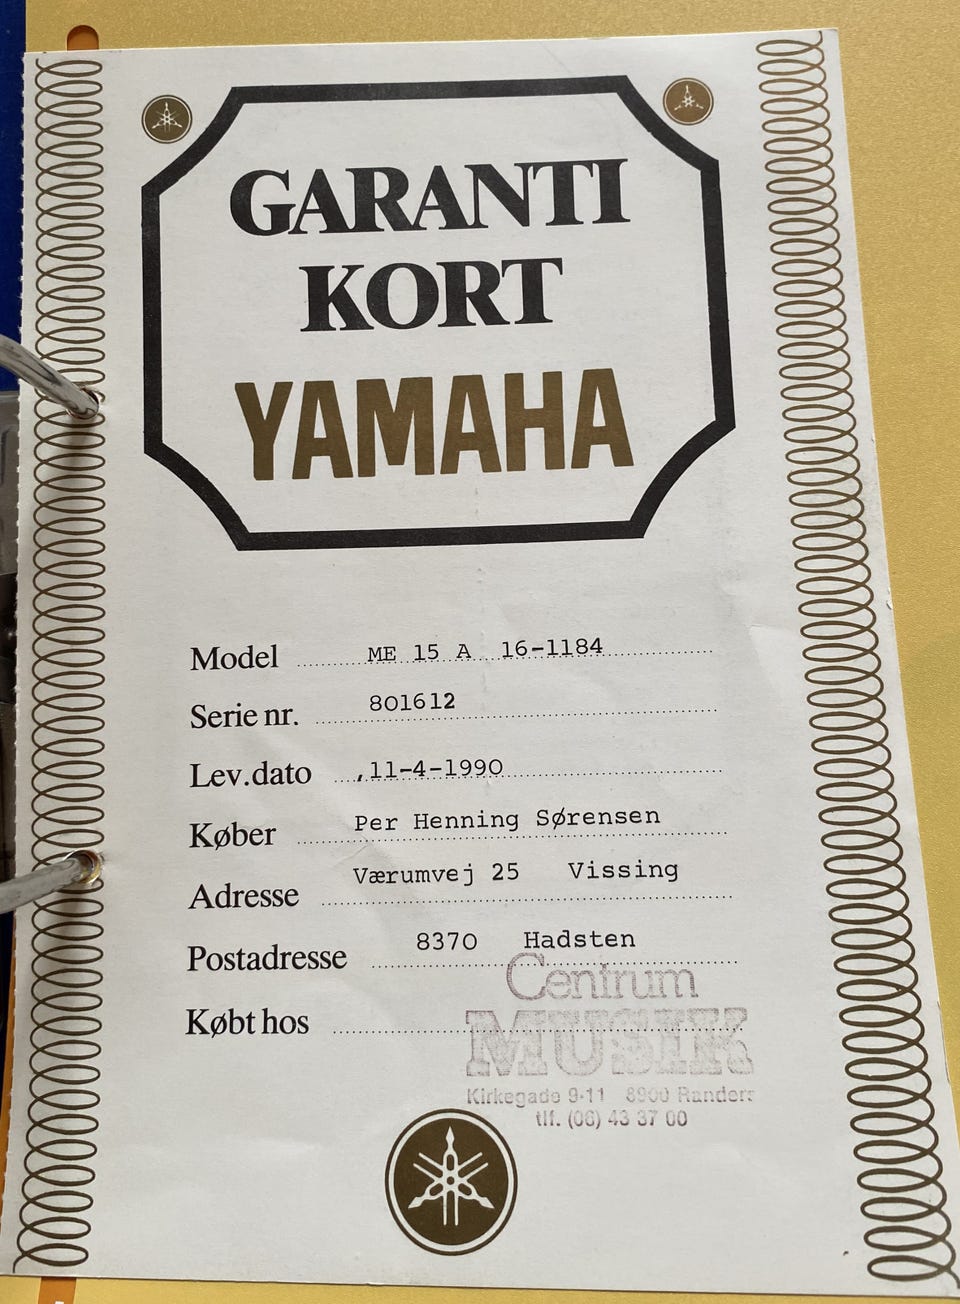 GARANTI
KORT
YAMAHA
Model ME 15 A 16-1184
Serie nr. 801612
Lev.dato ,11-4-1990
Køber Per Henning Sørensen
Adresse Værumvej 25 Vissing
Postadresse 8370 Hadsten
Købt hos
Centrum
MUSIK
Kirkegade 9-11 8900 Randers
tlf. (06) 43 37 00